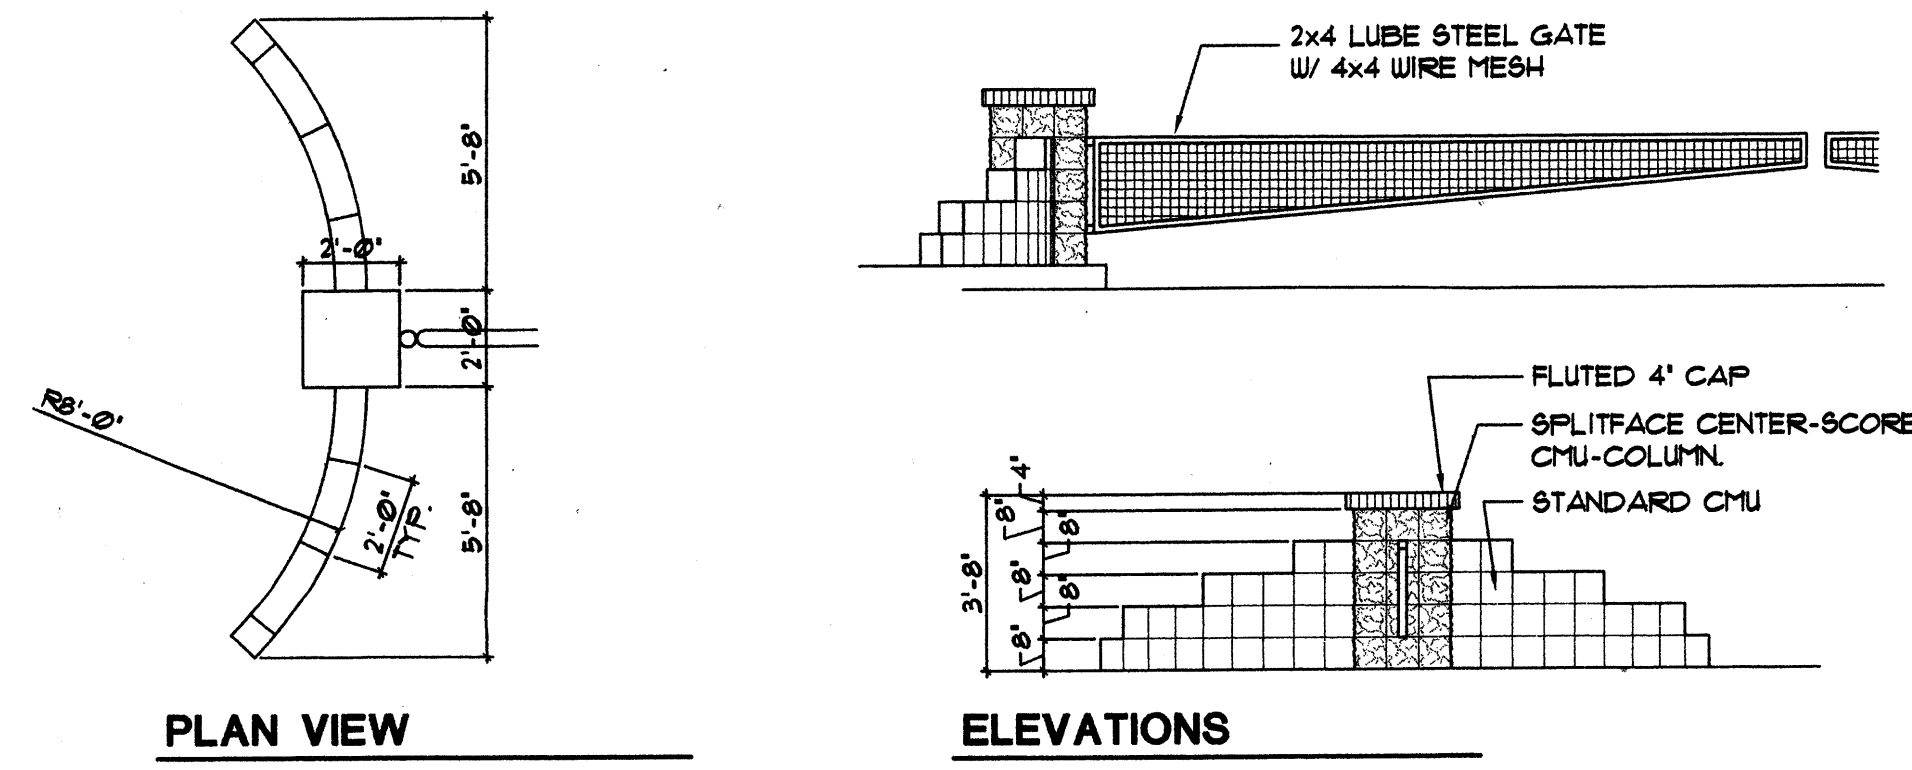 5'-8"
2'-0"
2'-0"
R8'-0"
2'-0"
TYP.
5'-8"
PLAN VIEW
2x4 LUBE STEEL GATE
W/ 4x4 WIRE MESH
FLUTED 4" CAP
SPLITFACE CENTER-SCORE
CMU-COLUMN.
STANDARD CMU
4"
8"
8"
8"
8"
8"
3'-8"
ELEVATIONS